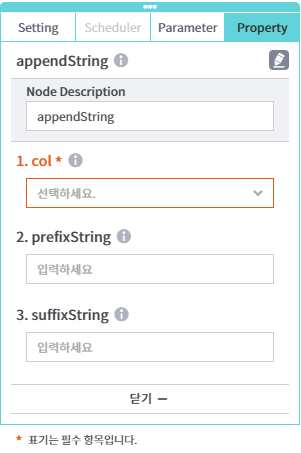 Setting Scheduler Parameter Property
appendString
Node Description
appendString
1. col *
선택하세요.
2. prefixString
입력하세요
3. suffixString
입력하세요
닫기 －
* 표기는 필수 항목입니다.